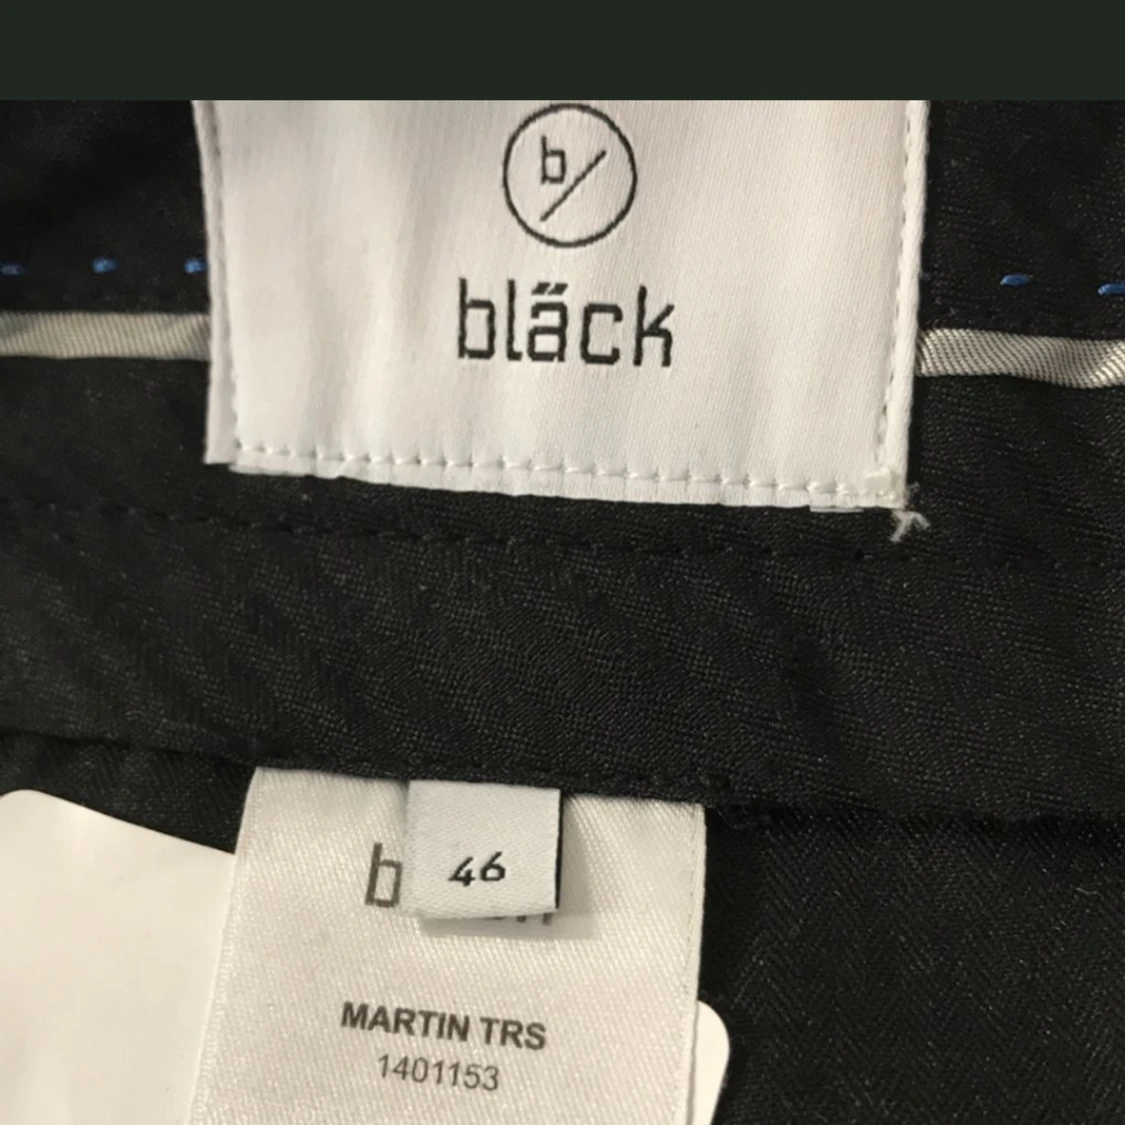 b/
bläck
46
b
MARTIN TRS
1401153